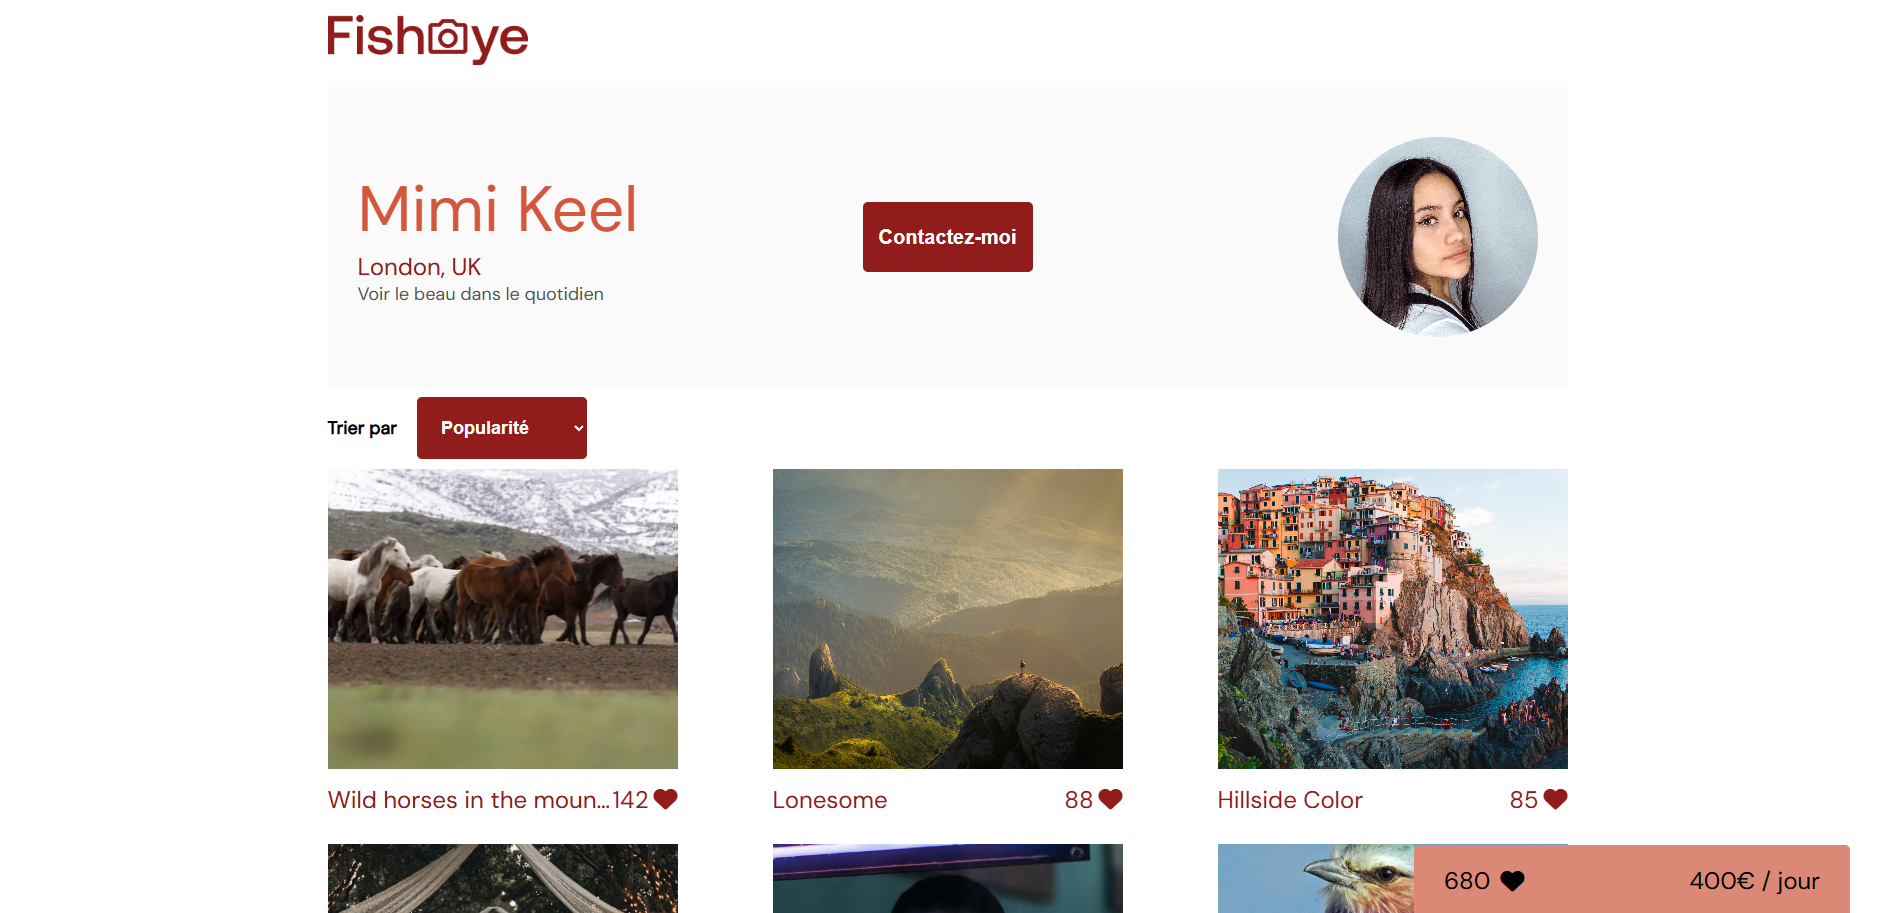 Fisheye
Mimi Keel
London, UK
Voir le beau dans le quotidien
Contactez-moi
Trier par
Popularité
Wild horses in the moun... 142
Lonesome 88
Hillside Color 85
680 400€ / jour